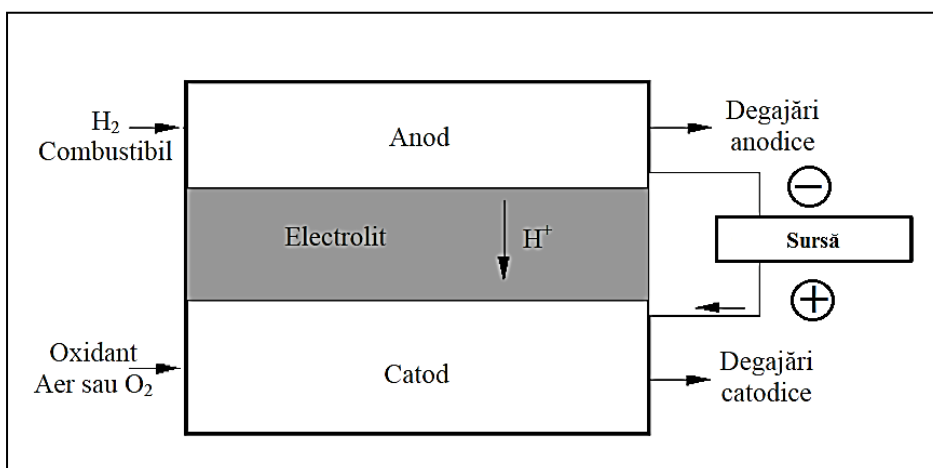 H₂
Combustibil
Anod
Degajări
anodice
−
Electrolit
H⁺
Sursă
+
Oxidant
Aer sau O₂
Catod
Degajări
catodice